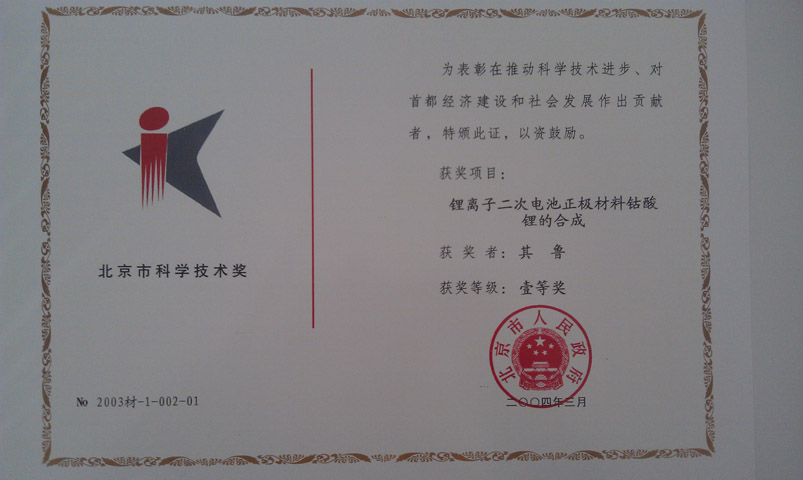 为表彰在推动科学技术进步、对
首都经济建设和社会发展作出贡献
者，特颁此证，以资鼓励。
获奖项目：
锂离子二次电池正极材料钴酸
锂的合成
获奖者：其 鲁
获奖等级：壹等奖
北京市人民政府
二〇〇四年三月
北京市科学技术奖
No 2003材-1-002-01